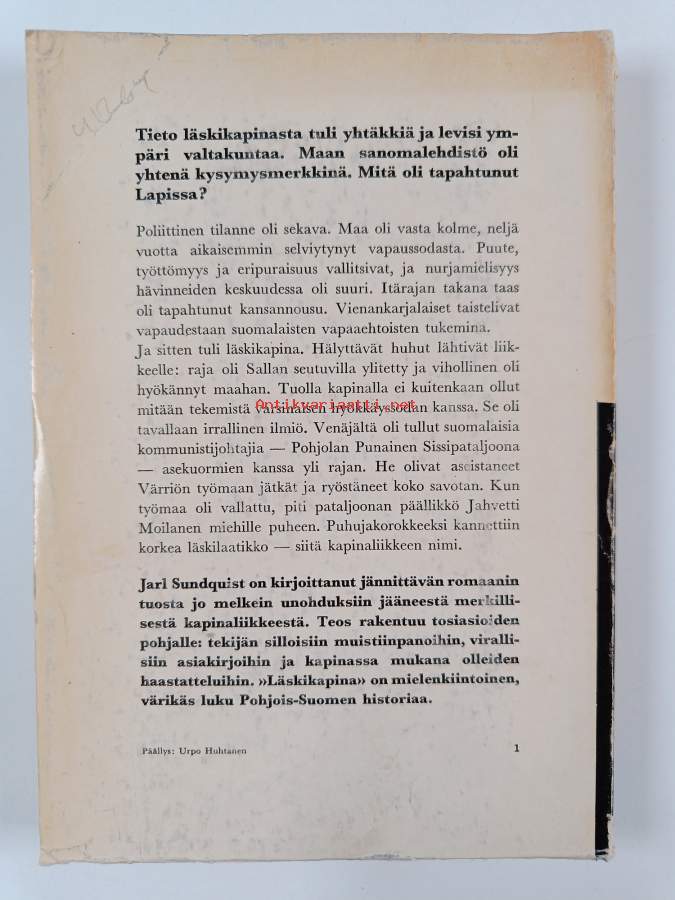 Tieto läskikapinasta tuli yhtäkkiä ja levisi ym-
päri valtakuntaa. Maan sanomalehdistö oli
yhtenä kysymysmerkkinä. Mitä oli tapahtunut
Lapissa?
Poliittinen tilanne oli sekava. Maa oli vasta kolme, neljä
vuotta aikaisemmin selviytynyt vapaussodasta. Puute,
työttömyys ja eripuraisuus vallitsivat, ja nurjamielisyys
hävinneiden keskuudessa oli suuri. Itärajan takana taas
oli tapahtunut kansannousu. Vienankarjalaiset taistelivat
vapaudestaan suomalaisten vapaaehtoisten tukemina.
Ja sitten tuli läskikapina. Hälyttävät huhut lähtivät liik-
keelle: raja oli Sallan seutuvilla ylitetty ja vihollinen oli
hyökännyt maahan. Tuolla kapinalla ei kuitenkaan ollut
Antikvariaatti.net
mitään tekemistä varsinaisen hyökkäyssodan kanssa. Se oli
tavallaan irrallinen ilmiö. Venäjältä oli tullut suomalaisia
kommunistijohtajia — Pohjolan Punainen Sissipataljoona
— asekuormien kanssa yli rajan. He olivat aseistaneet
Värriön työmaan jätkät ja ryöstäneet koko savotan. Kun
työmaa oli vallattu, piti pataljoonan päällikkö Jahvetti
Moilanen miehille puheen. Puhujakorokkeeksi kannettiin
korkea läskilaatikko — siitä kapinaliikkeen nimi.
Jarl Sundquist on kirjoittanut jännittävän romaanin
tuosta jo melkein unohduksiin jääneestä merkilli-
sestä kapinaliikkeestä. Teos rakentuu tosiasioiden
pohjalle: tekijän silloisiin muistiinpanoihin, viralli-
siin asiakirjoihin ja kapinassa mukana olleiden
haastatteluihin. »Läskikapina» on mielenkiintoinen,
värikäs luku Pohjois-Suomen historiaa.
Päällys: Urpo Huhtanen 1